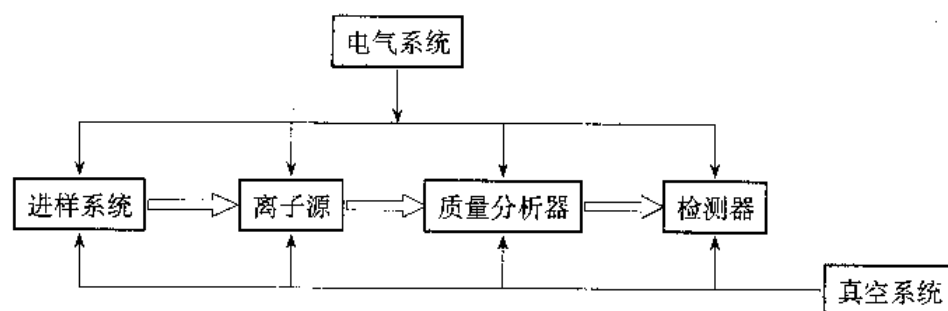 电气系统
进样系统
离子源
质量分析器
检测器
真空系统